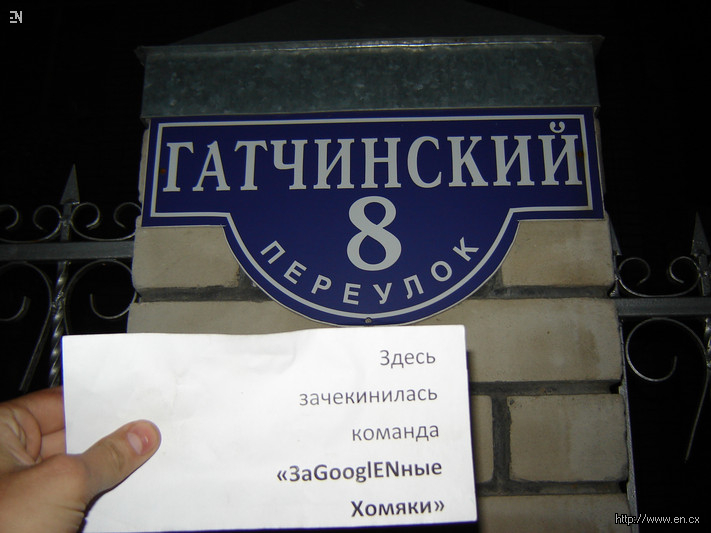 EN
ГАТЧИНСКИЙ
8
ПЕРЕУЛОК
Здесь
зачекинилась
команда
«ЗаGooglENные
Хомяки»
http://www.en.cx